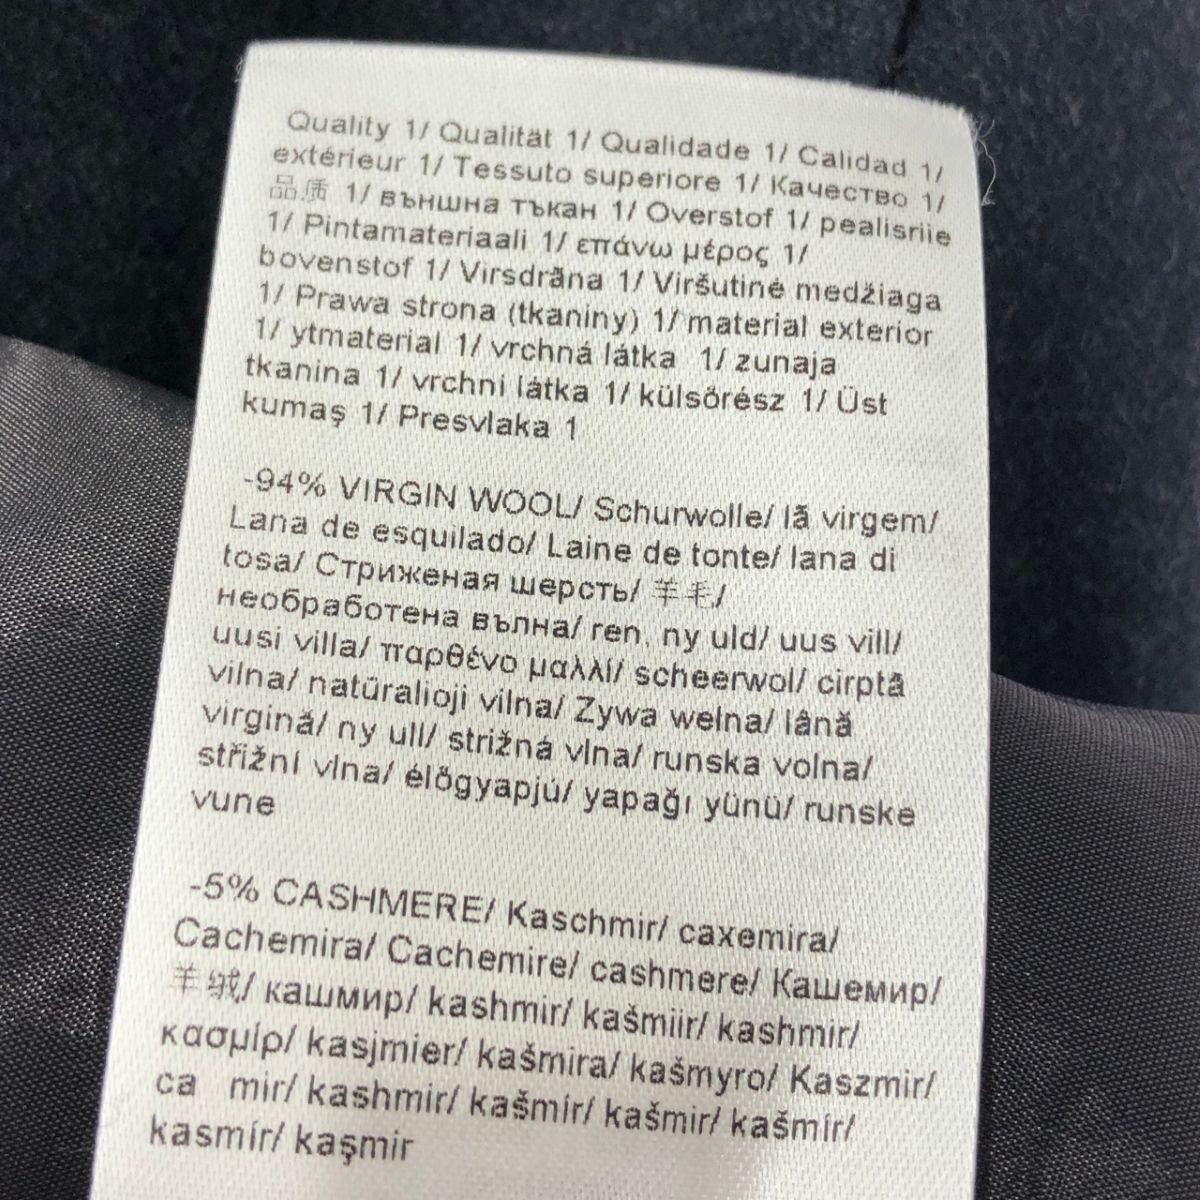 Quality 1/ Qualität 1/ Qualidade 1/ Calidad 1/
extérieur 1/ Tessuto superiore 1/ Качество 1/
品质 1/ външна тъкан 1/ Overstof 1/ pealisriie
1/ Pintamateriaali 1/ επάνω μέρος 1/
bovenstof 1/ Virsdrāna 1/ Viršutinė medžiaga
1/ Prawa strona (tkaniny) 1/ material exterior
1/ ytmaterial 1/ vrchná látka 1/ zunaja
tkanina 1/ vrchní látka 1/ külsőrész 1/ Üst
kumaş 1/ Presvlaka 1
-94% VIRGIN WOOL/ Schurwolle/ lã virgem/
Lana de esquilado/ Laine de tonte/ lana di
tosa/ Стриженая шерсть/ 羊毛/
необработена вълна/ ren, ny uld/ uus vill/
uusi villa/ παρθένο μαλλί/ scheerwol/ cirptā
vilna/ natūralioji vilna/ Zywa wełna/ lână
virgină/ ny ull/ strižná vlna/ runska volna/
střižní vlna/ élőgyapjú/ yapağı yünü/ runske
vune
-5% CASHMERE/ Kaschmir/ caxemira/
Cachemira/ Cachemire/ cashmere/ Кашемир/
羊绒/ кашмир/ kashmir/ kašmiir/ kashmir/
κασμίρ/ kasjmier/ kašmira/ kašmyro/ Kaszmir/
ca mir/ kashmir/ kašmír/ kašmir/ kašmír/
kasmír/ kaşmir